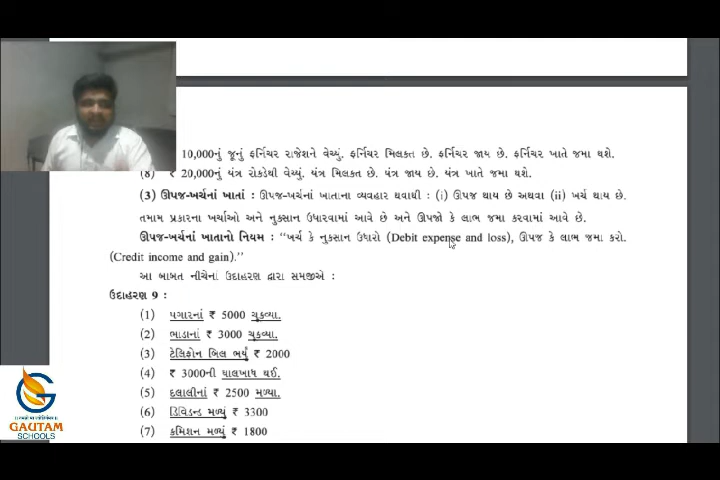 10,000નું જૂનું ફર્નિચર રાજેશને વેચ્યું. ફર્નિચર મિલકત છે. ફર્નિચર જાય છે. ફર્નિચર ખાતે જમા થશે.
(8) ₹ 20,000નું યંત્ર રોકડેથી વેચ્યું. યંત્ર મિલકત છે. યંત્ર જાય છે. યંત્ર ખાતે જમા થશે.
(3) ઊપજ-ખર્ચનાં ખાતાં : ઊપજ-ખર્ચનાં ખાતાના વ્યવહાર થવાથી : (i) ઊપજ થાય છે અથવા (ii) ખર્ચ થાય છે.
તમામ પ્રકારના ખર્ચાઓ અને નુકસાન ઉધારવામાં આવે છે અને ઉપજો કે લાભ જમા કરવામાં આવે છે.
ઊપજ-ખર્ચનાં ખાતાનો નિયમ : “ખર્ચ કે નુકસાન ઉધારો (Debit expense and loss), ઊપજ કે લાભ જમા કરો.
(Credit income and gain).”
આ બાબત નીચેનાં ઉદાહરણ દ્વારા સમજીએ :
ઉદાહરણ 9 :
(1) પગારનાં ₹ 5000 ચૂકવ્યા.
(2) ભાડાનાં ₹ 3000 ચૂકવ્યા.
(3) ટેલિફોન બિલ ભર્યું ₹ 2000
(4) ₹ 3000ની ઘાલખાધ થઈ.
(5) દલાલીનાં ₹ 2500 મળ્યા.
(6) ડિવિડન્ડ મળ્યું ₹ 3300
(7) કમિશન મળ્યું ₹ 1800
GAUTAM
SCHOOLS